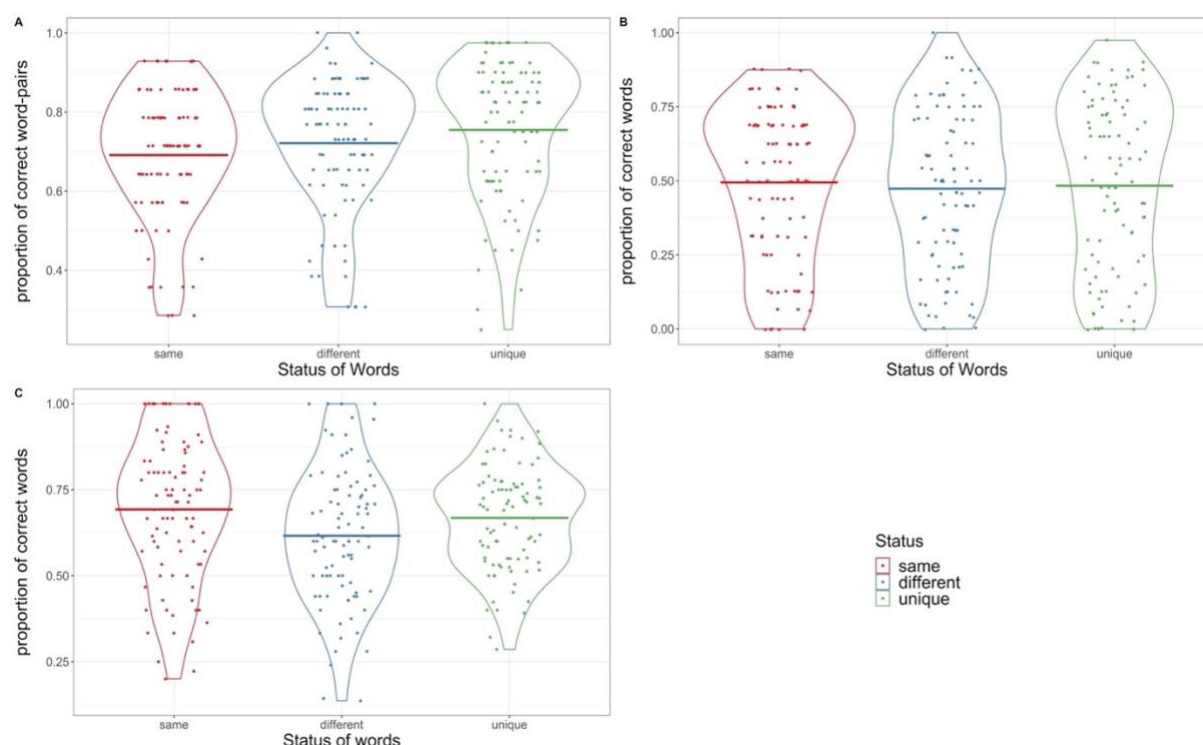 A
proportion of correct word-pairs
1.0
0.8
0.6
0.4
same different unique
Status of Words
B
proportion of correct words
1.00
0.75
0.50
0.25
0.00
same different unique
Status of Words
C
proportion of correct words
1.00
0.75
0.50
0.25
same different unique
Status of words
Status
same
different
unique